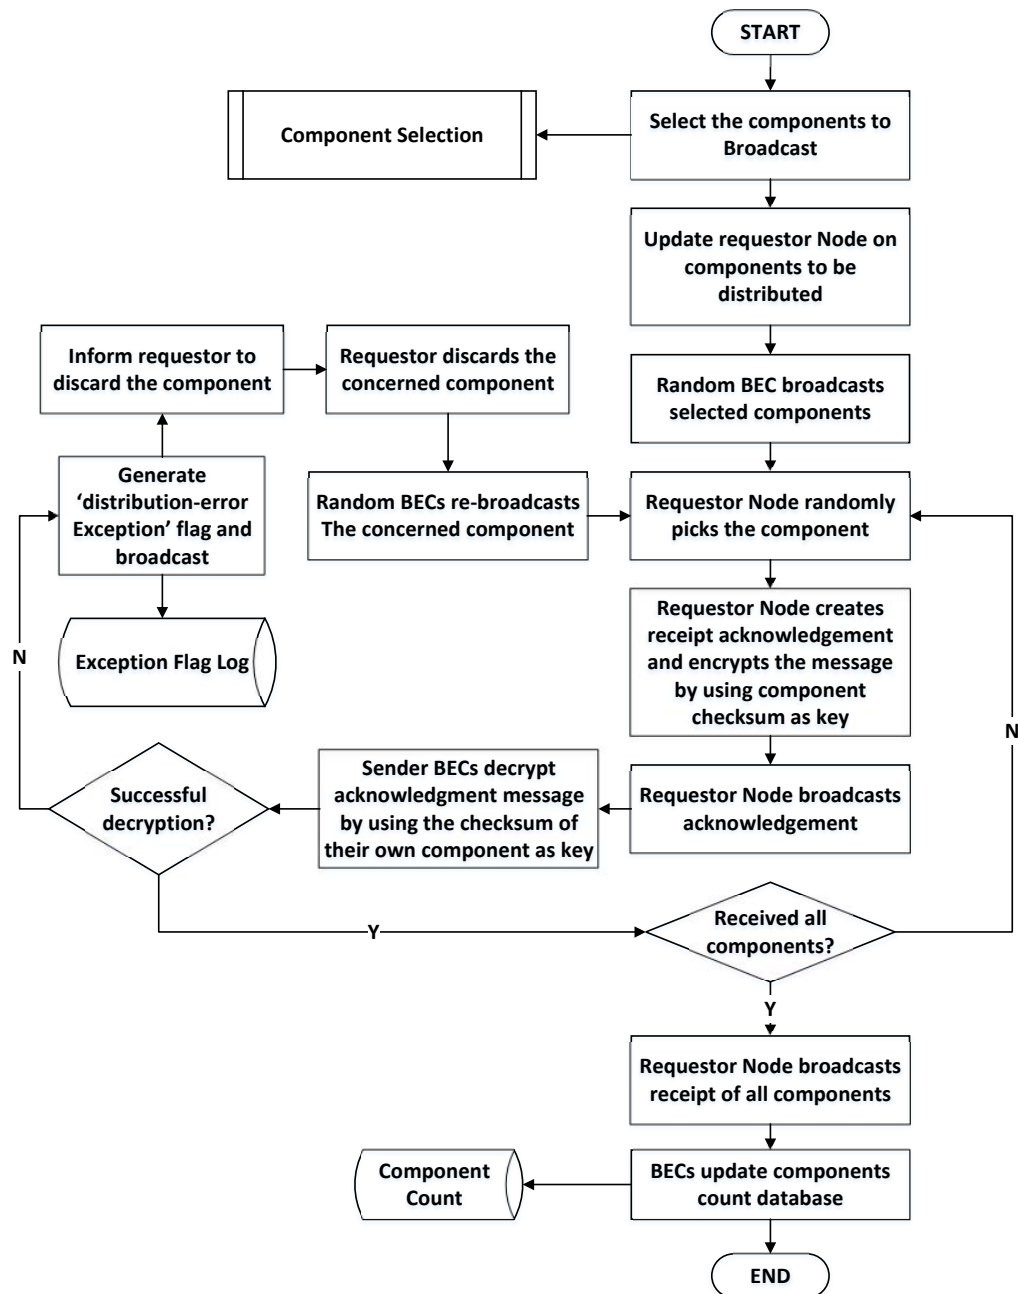 START
Component Selection
Select the components to
Broadcast
Update requestor Node on
components to be
distributed
Inform requestor to
discard the component
Requestor discards the
concerned component
Random BEC broadcasts
selected components
Generate
‘distribution-error
Exception’ flag and
broadcast
Random BECs re-broadcasts
The concerned component
Requestor Node randomly
picks the component
N
Exception Flag Log
Requestor Node creates
receipt acknowledgement
and encrypts the message
by using component
checksum as key
N
Successful
decryption?
Sender BECs decrypt
acknowledgment message
by using the checksum of
their own component as key
Requestor Node broadcasts
acknowledgement
Y
Received all
components?
Y
Requestor Node broadcasts
receipt of all components
Component
Count
BECs update components
count database
END